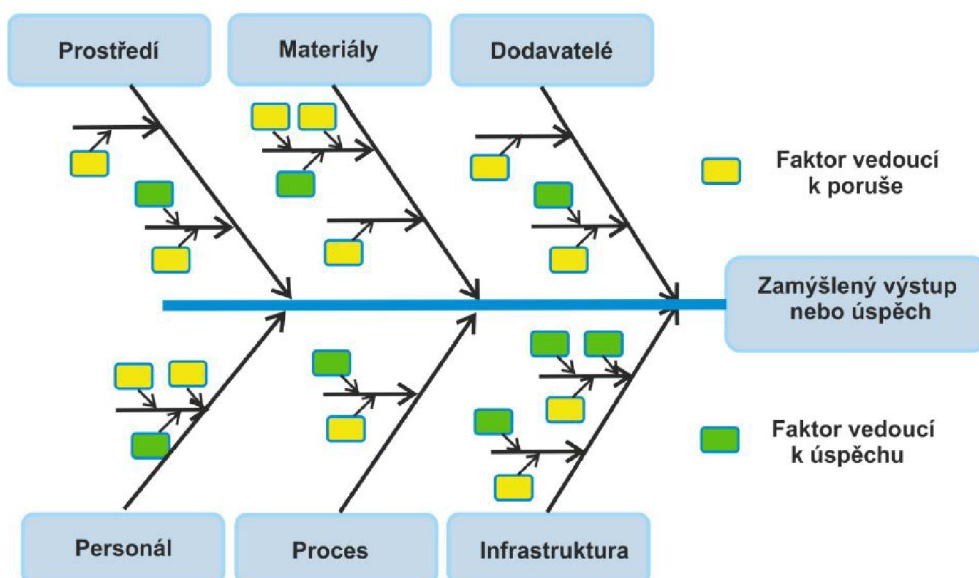 Prostředí
Materiály
Dodavatelé
Faktor vedoucí
k poruše
Zamýšlený výstup
nebo úspěch
Faktor vedoucí
k úspěchu
Personál
Proces
Infrastruktura